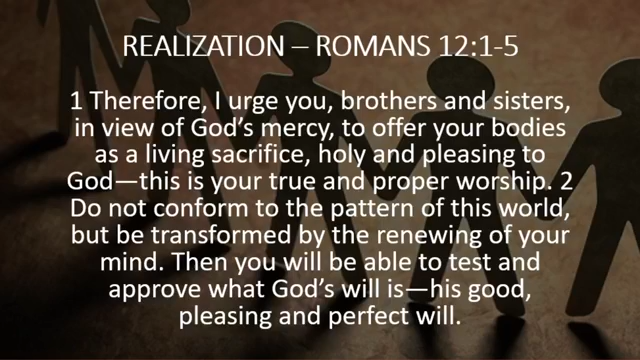 REALIZATION – ROMANS 12:1-5
1 Therefore, I urge you, brothers and sisters,
in view of God’s mercy, to offer your bodies
as a living sacrifice, holy and pleasing to
God—this is your true and proper worship. 2
Do not conform to the pattern of this world,
but be transformed by the renewing of your
mind. Then you will be able to test and
approve what God’s will is—his good,
pleasing and perfect will.